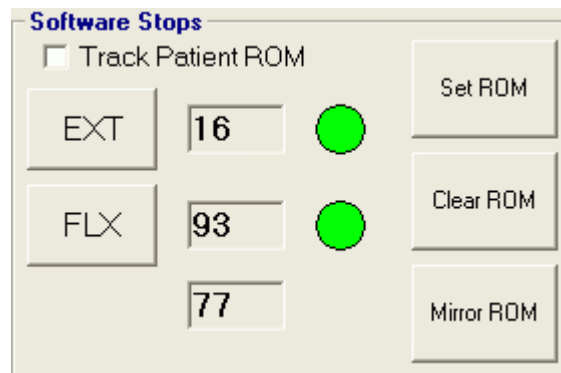 Software Stops
Track Patient ROM
Set ROM
EXT
16
FLX
93
Clear ROM
77
Mirror ROM